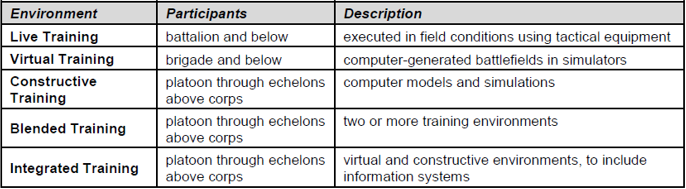 Environment Participants Description
Live Training battalion and below executed in field conditions using tactical equipment
Virtual Training brigade and below computer-generated battlefields in simulators
Constructive platoon through echelons computer models and simulations
Training above corps
Blended Training platoon through echelons two or more training environments
above corps
Integrated Training platoon through echelons virtual and constructive environments, to include
above corps information systems